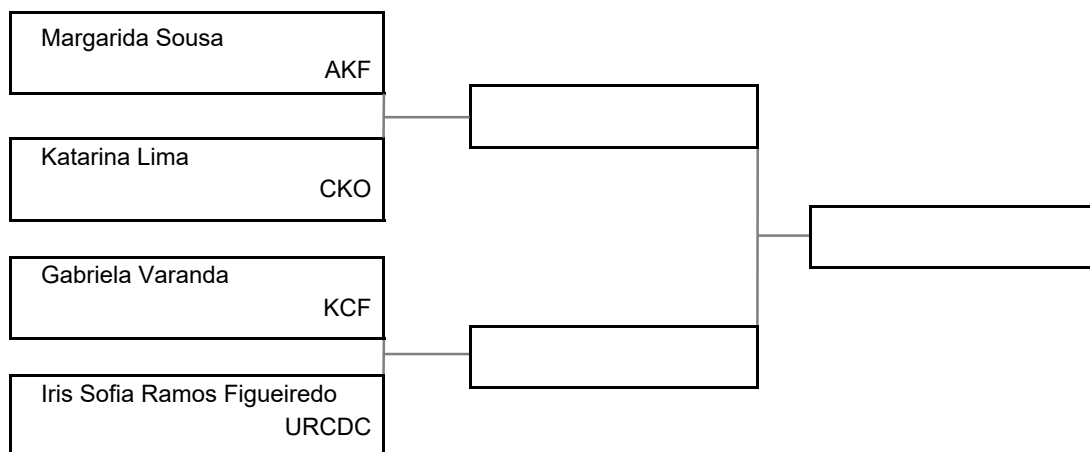 Margarida Sousa
AKF
Katarina Lima
CKO
Gabriela Varanda
KCF
Iris Sofia Ramos Figueiredo
URCDC